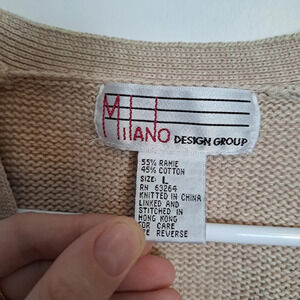 Milano DESIGN GROUP
55% RAMIE
45% COTTON
SIZE: L
RN 63264
KNITTED IN CHINA
LINKED AND
STITCHED IN
HONG KONG
FOR CARE
REVERSE